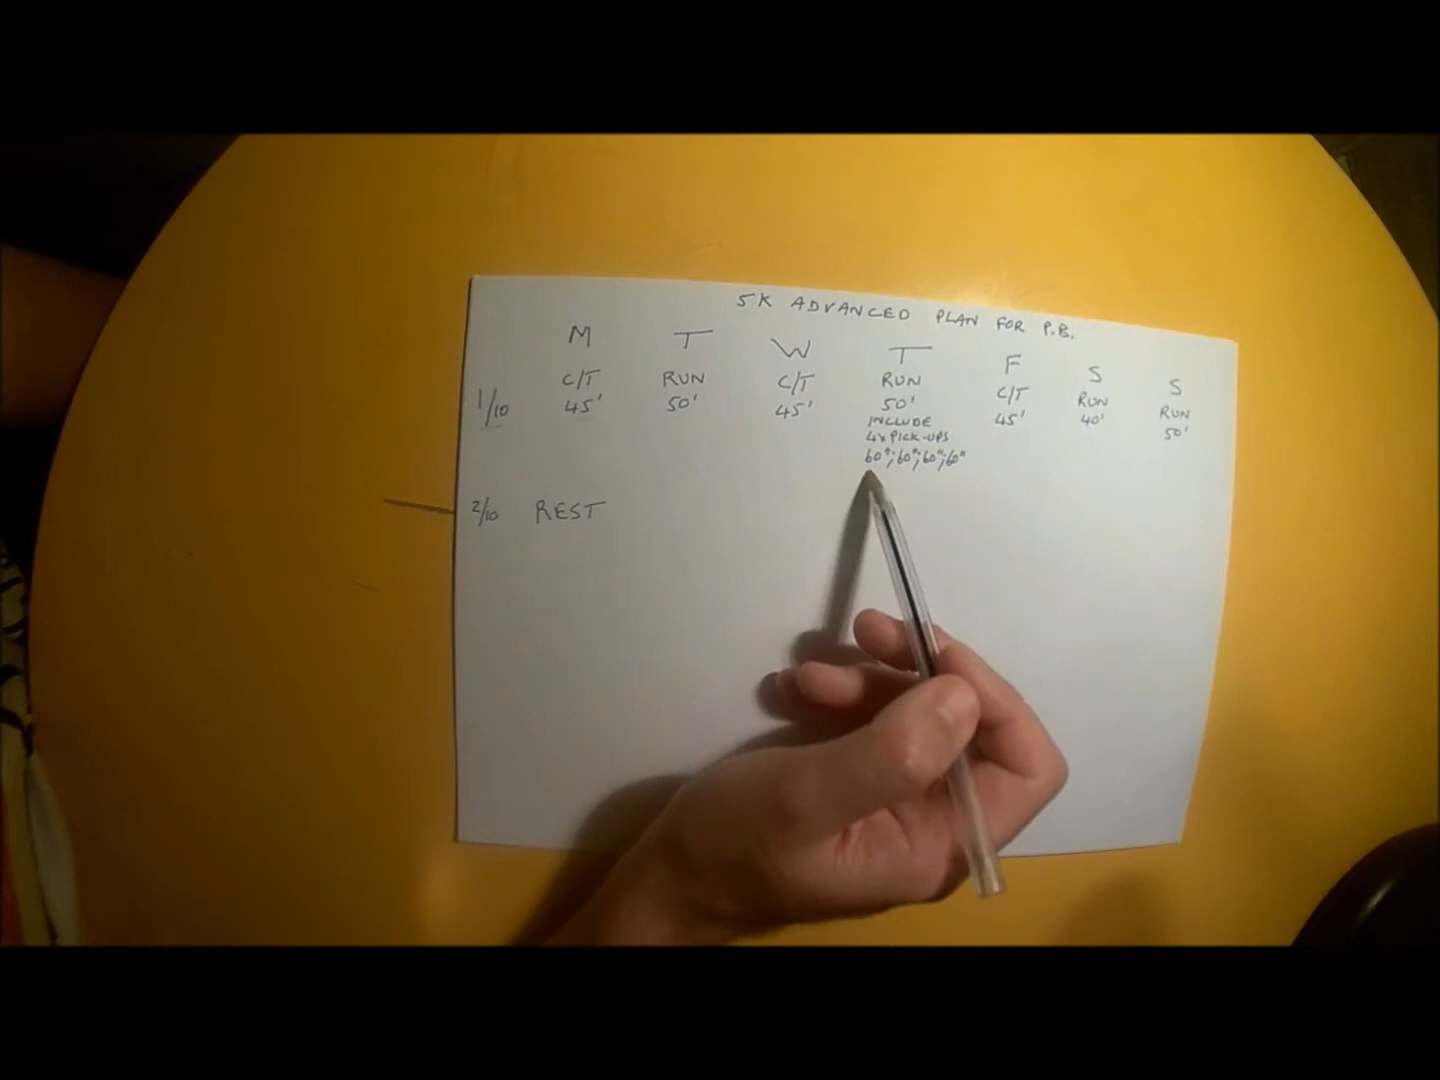 5K ADVANCED PLAN FOR P.B.
M T W T F S S
1/10 C/T RUN C/T RUN C/T RUN RUN
45' 50' 45' 50' 45' 40' 50'
INCLUDE
4x PICK-UPS
60"; 60"; 60"; 60"
2/10 REST